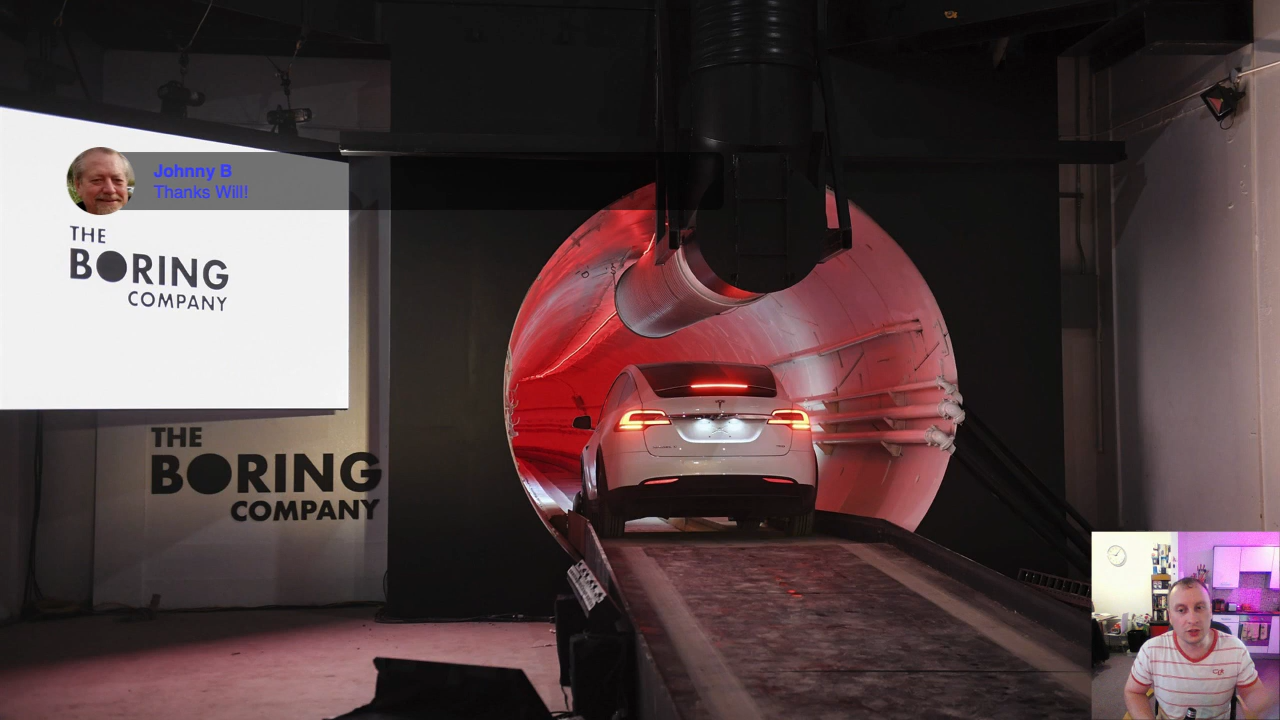 Johnny B
Thanks Will!
THE
BORING
COMPANY
THE
BORING
COMPANY